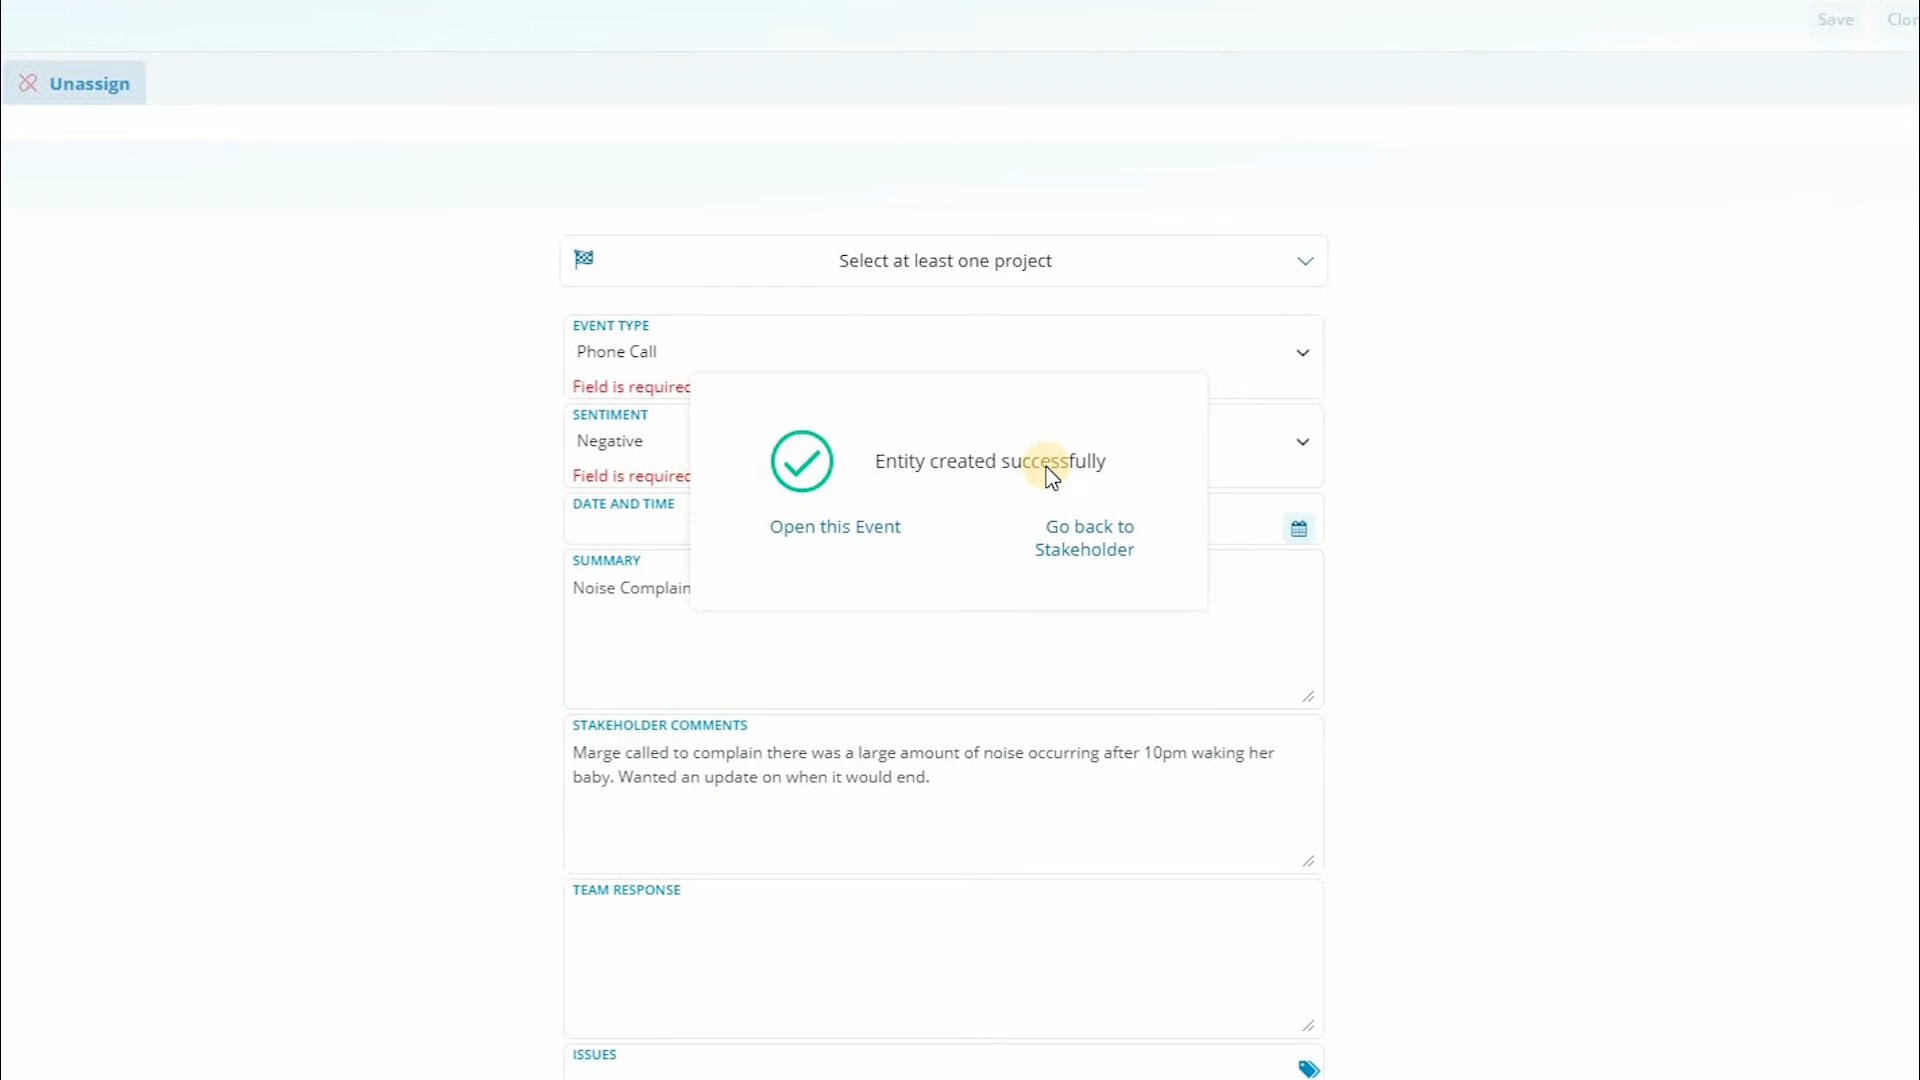 Save
Unassign
Select at least one project
EVENT TYPE
Phone Call
Field is required
SENTIMENT
Negative
Field is required
Entity created successfully
Open this Event
Go back to
Stakeholder
DATE AND TIME
SUMMARY
Noise Complain
STAKEHOLDER COMMENTS
Marge called to complain there was a large amount of noise occurring after 10pm waking her
baby. Wanted an update on when it would end.
TEAM RESPONSE
ISSUES